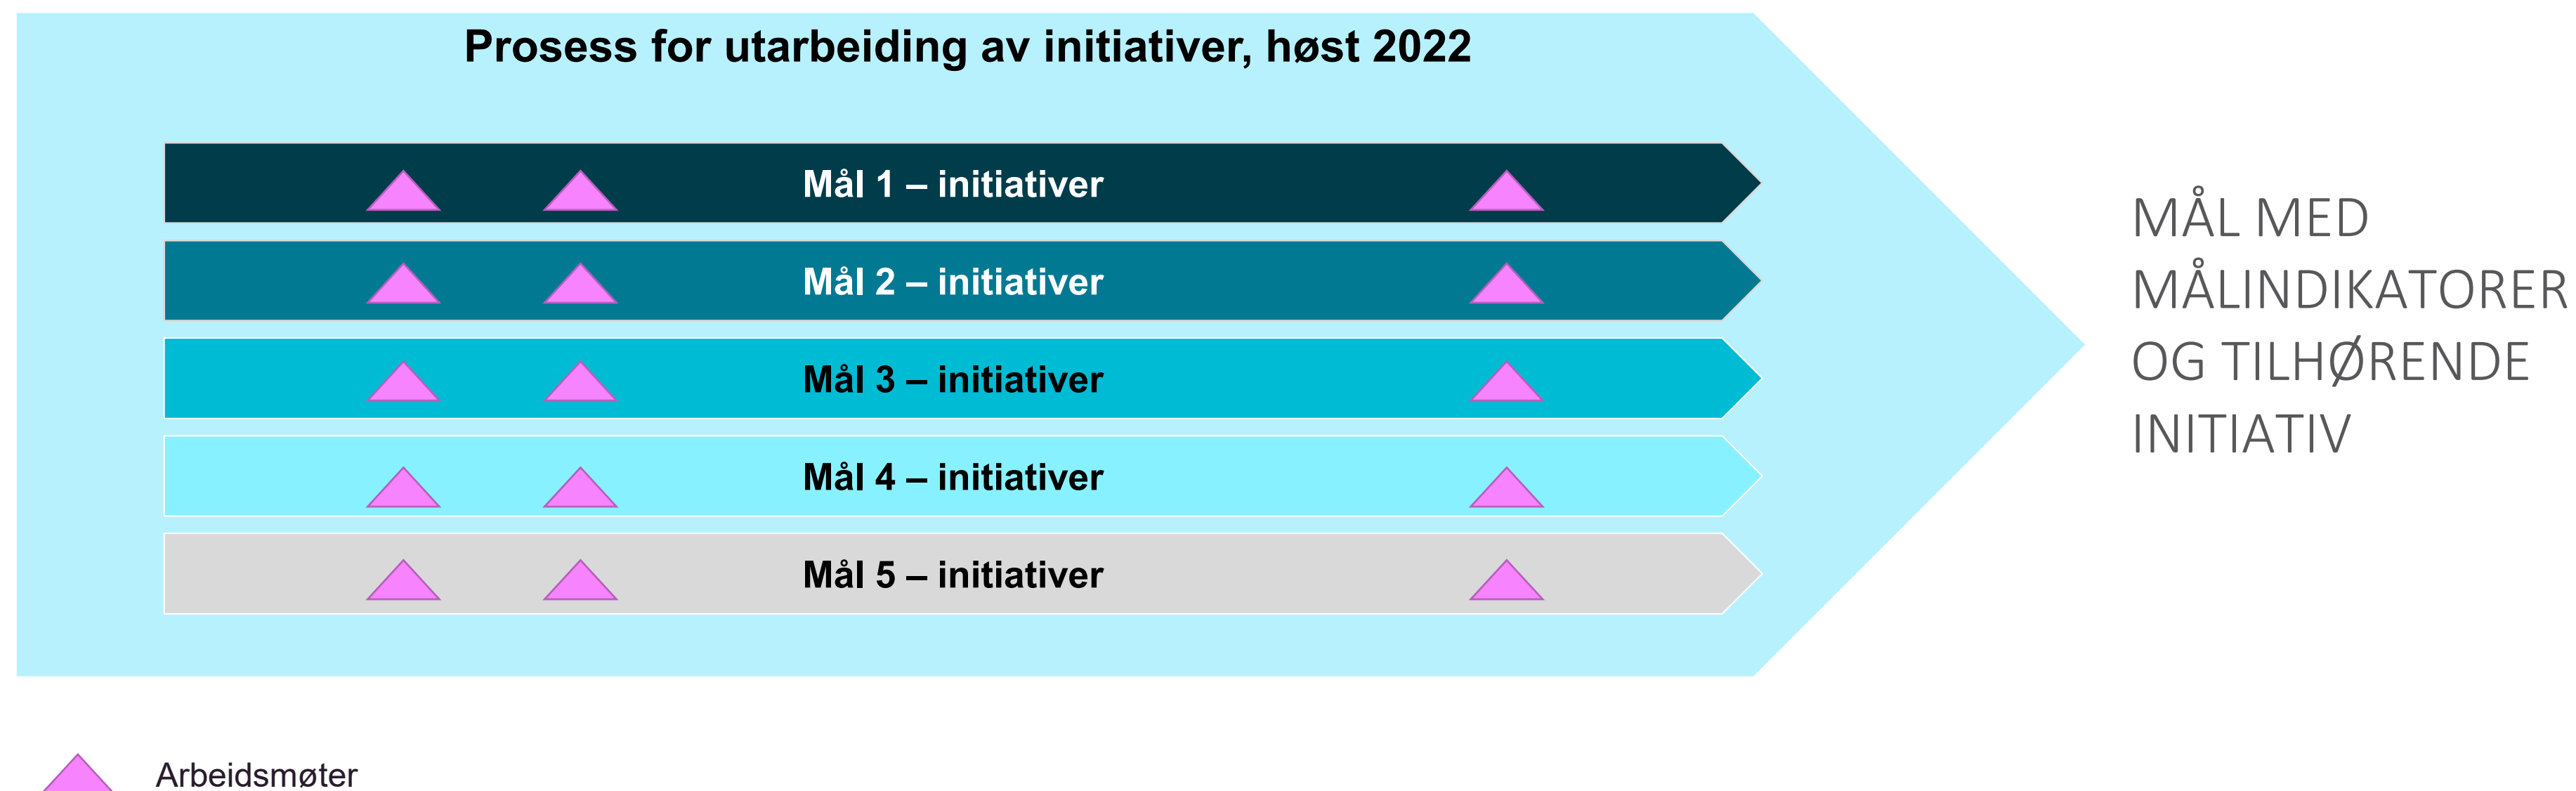 Prosess for utarbeiding av initiativer, høst 2022
Mål 1 – initiativer
Mål 2 – initiativer
Mål 3 – initiativer
Mål 4 – initiativer
Mål 5 – initiativer
MÅL MED
MÅLINDIKATORER
OG TILHØRENDE
INITIATIV
Arbeidsmøter